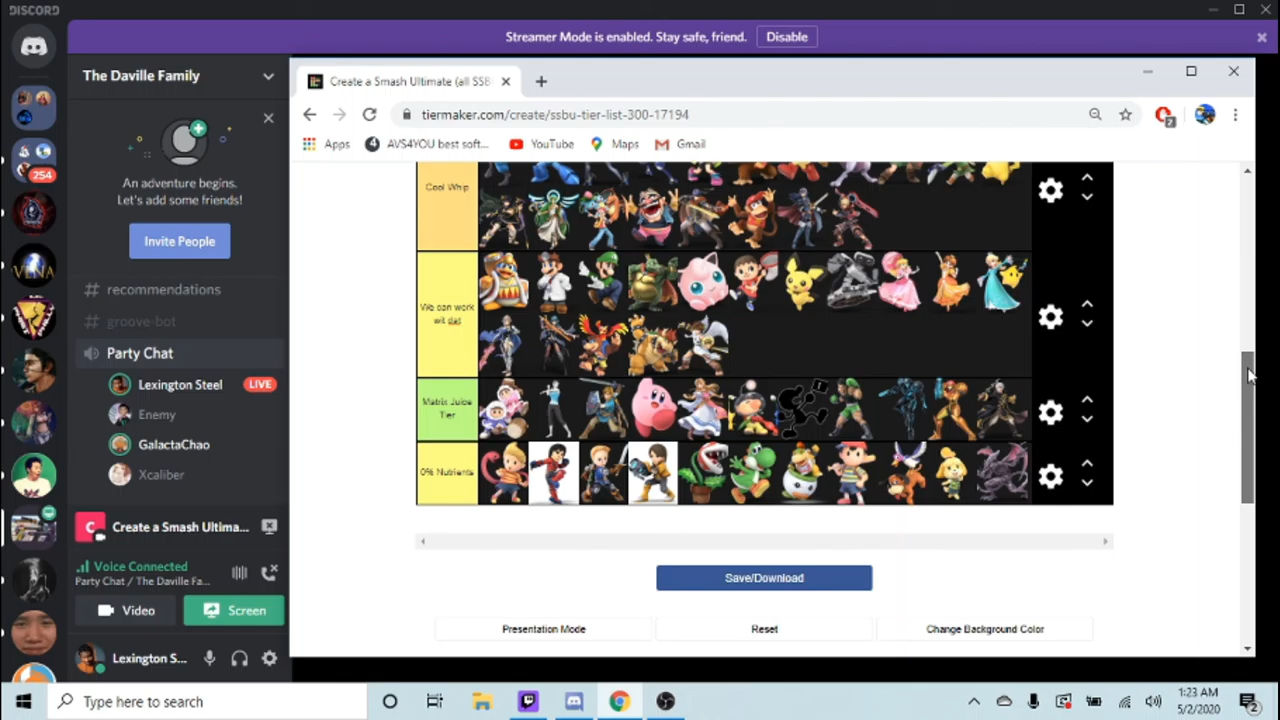 DISCORD
Streamer Mode is enabled. Stay safe, friend.
Disable
The Daville Family
254
An adventure begins.
Let's add some friends!
Invite People
# recommendations
# groove-bot
Party Chat
Lexington Steel
LIVE
Enemy
GalactaChao
Xcaliber
C
Create a Smash Ultima...
Voice Connected
Party Chat / The Daville Fa...
Video
Screen
Lexington S...
Create a Smash Ultimate (all SSB
tiermaker.com/create/ssbu-tier-list-300-17194
2
Apps
AVS4YOU best soft...
YouTube
Maps
Gmail
Cool Whip
We can work
wit dat
Matrix Juice
Tier
0% Nutrients
Save/Download
Presentation Mode
Reset
Change Background Color
Type here to search
1:23 AM
5/2/2020
2